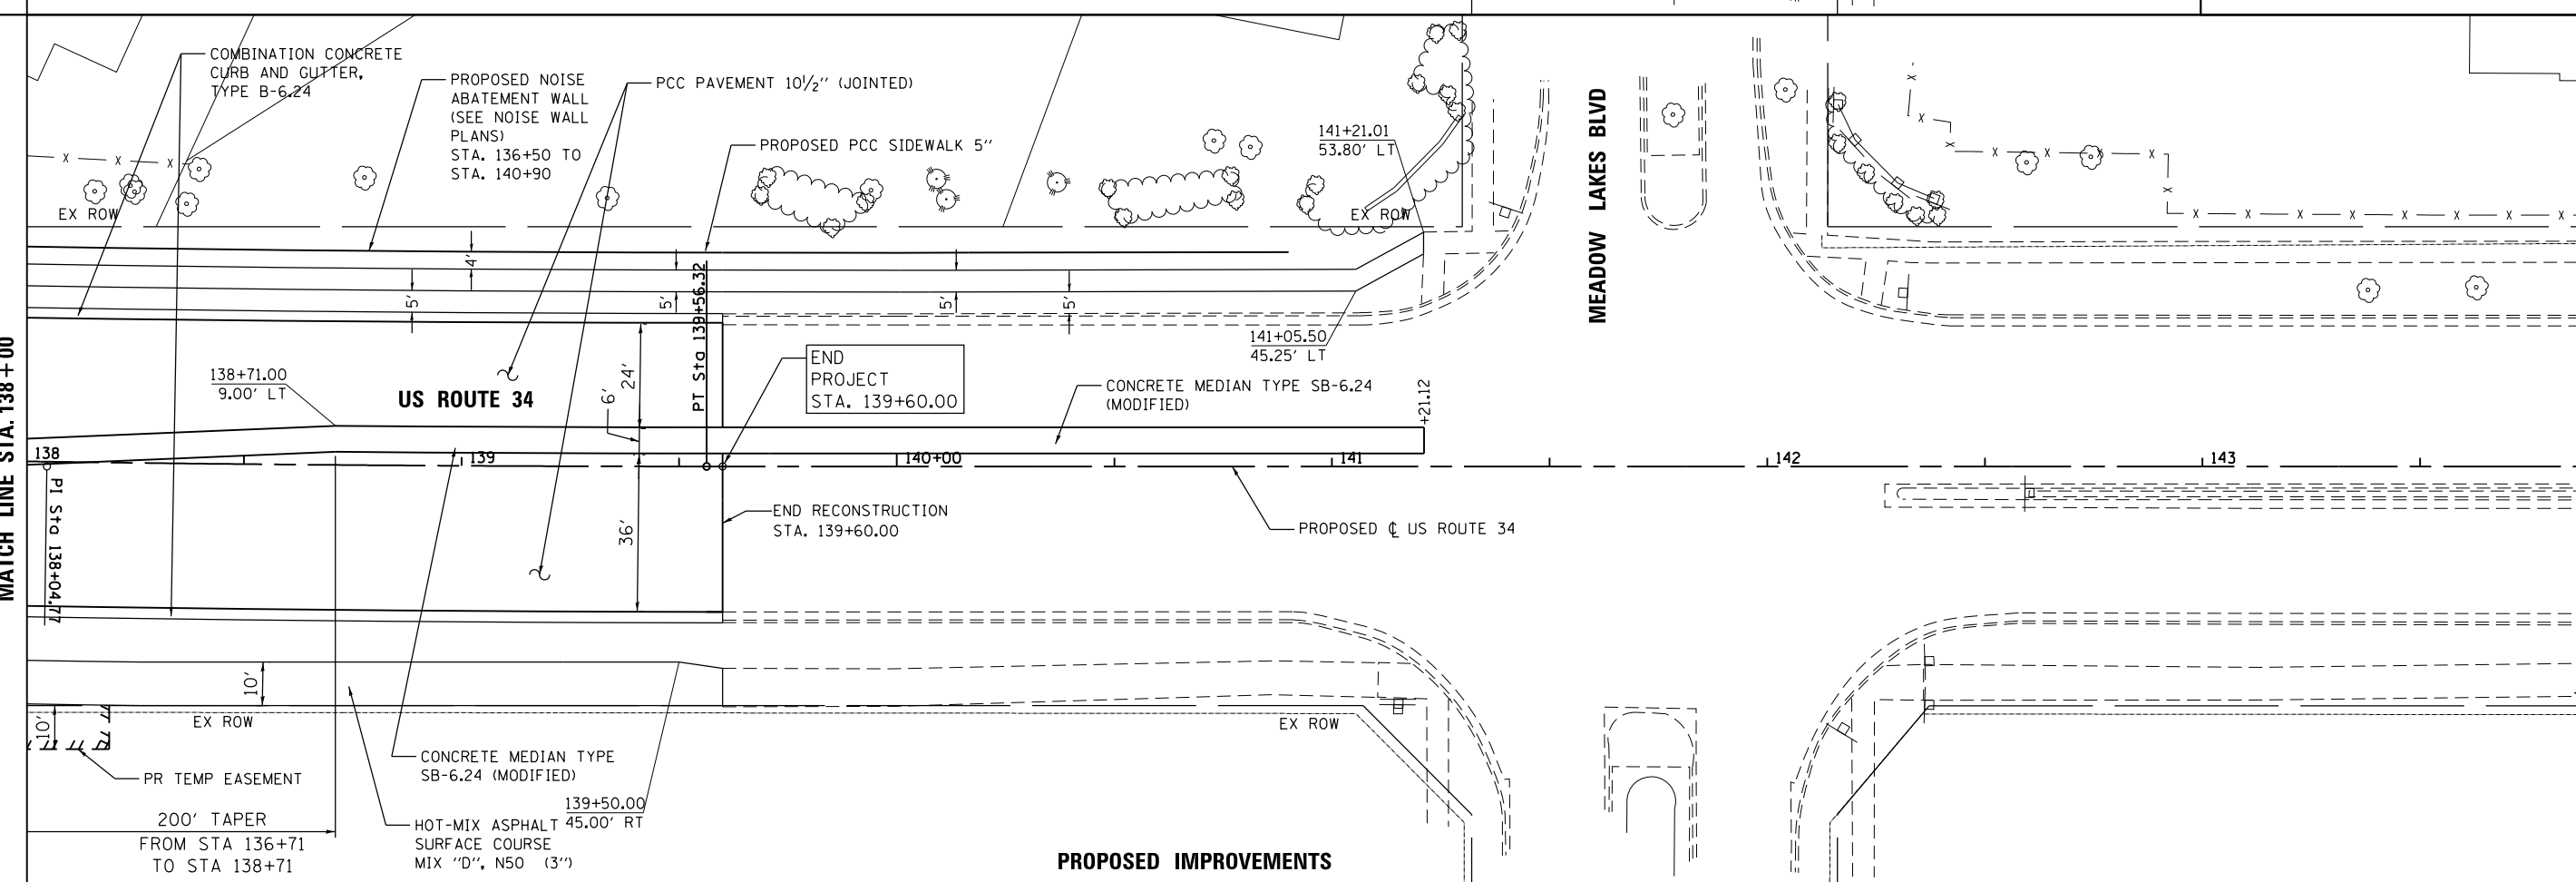 MATCH LINE STA. 138+00
COMBINATION CONCRETE
CURB AND GUTTER,
TYPE B-6.24
PROPOSED NOISE
ABATEMENT WALL
(SEE NOISE WALL
PLANS)
STA. 136+50 TO
STA. 140+90
PCC PAVEMENT 10½" (JOINTED)
PROPOSED PCC SIDEWALK 5"
141+21.01
53.80' LT
MEADOW LAKES BLVD
EX ROW
EX ROW
4'
5'
5'
5'
5'
PT Sta 139+56.32
141+05.50
45.25' LT
138+71.00
9.00' LT
US ROUTE 34
6'
24'
END
PROJECT
STA. 139+60.00
CONCRETE MEDIAN TYPE SB-6.24
(MODIFIED)
+21.12
138
139
140+00
141
142
143
PI Sta 138+04.77
36'
END RECONSTRUCTION
STA. 139+60.00
PROPOSED ℄ US ROUTE 34
10'
10'
EX ROW
EX ROW
PR TEMP EASEMENT
CONCRETE MEDIAN TYPE
SB-6.24 (MODIFIED)
139+50.00
45.00' RT
200' TAPER
FROM STA 136+71
TO STA 138+71
HOT-MIX ASPHALT
SURFACE COURSE
MIX "D", N50 (3")
PROPOSED IMPROVEMENTS
X X X
X X X X X X
X X X X X X X X